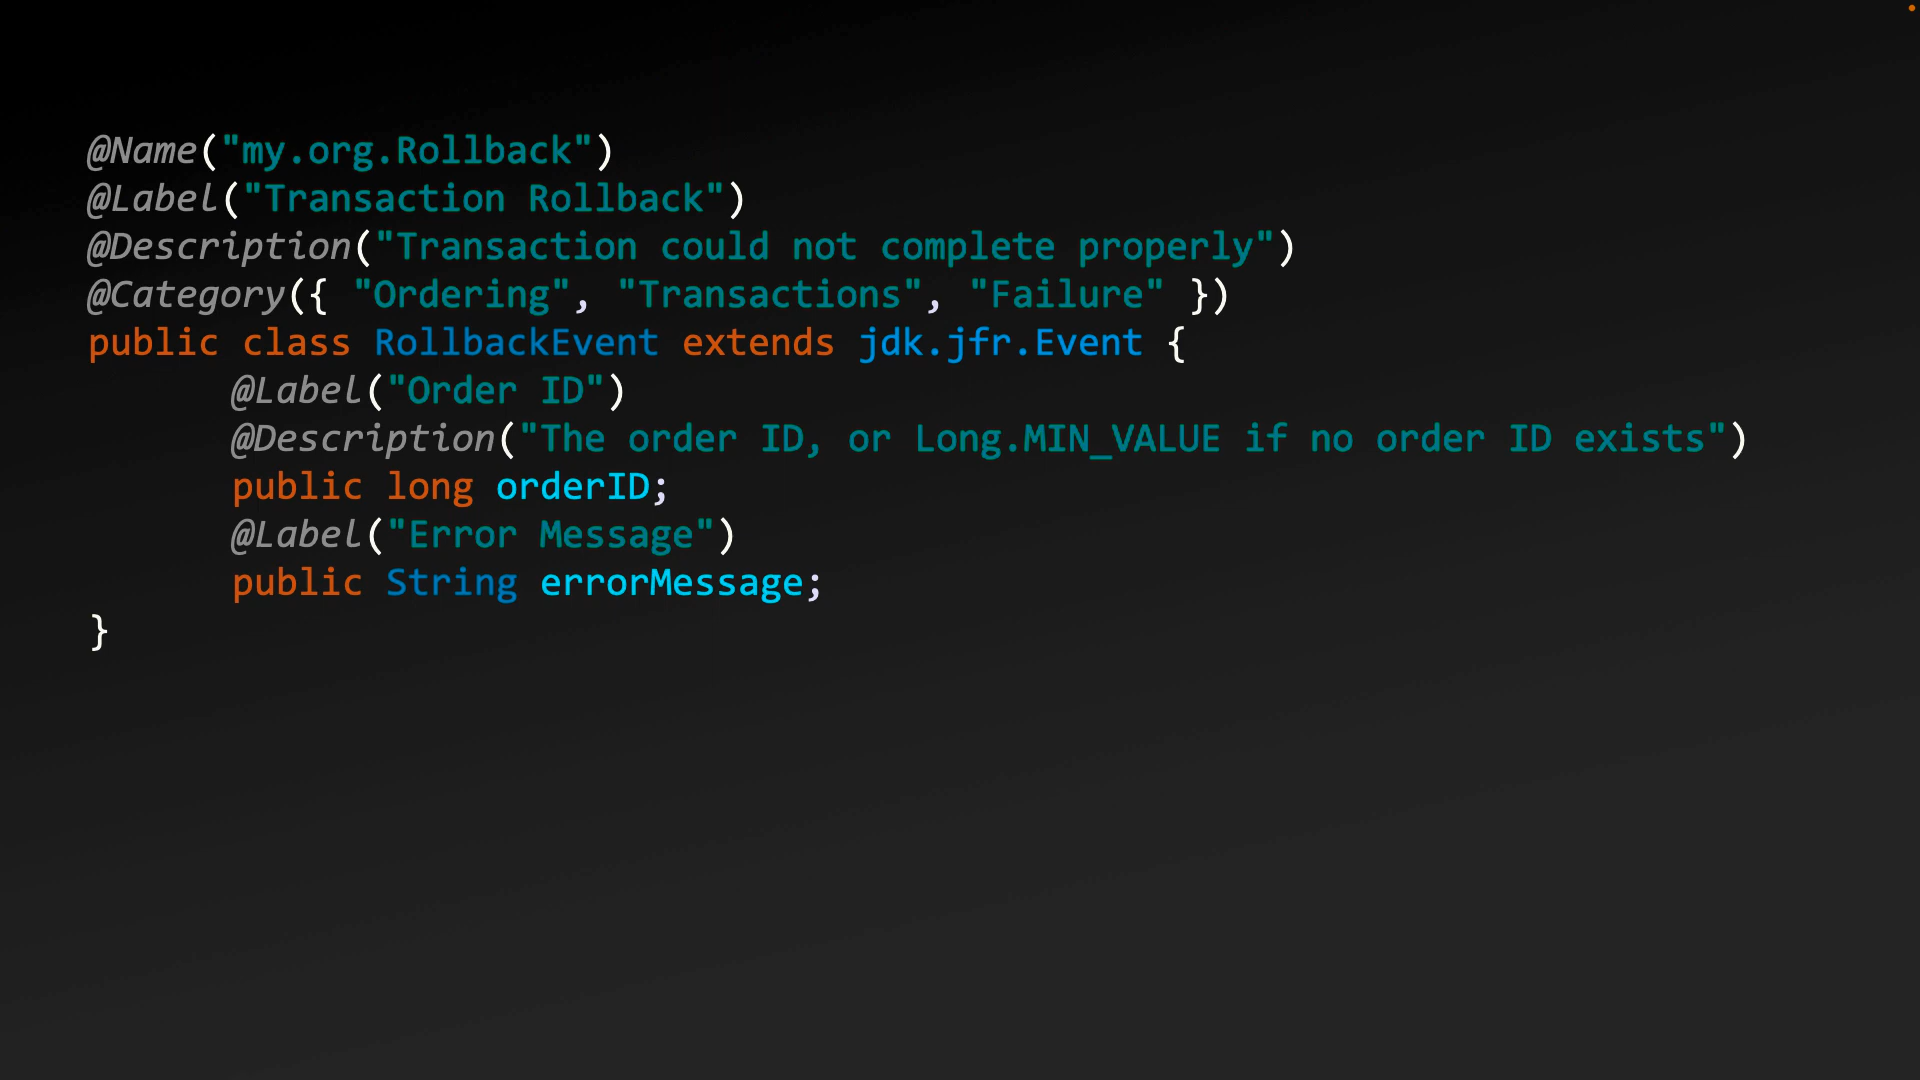 @Name("my.org.Rollback")
@Label("Transaction Rollback")
@Description("Transaction could not complete properly")
@Category({ "Ordering", "Transactions", "Failure" })
public class RollbackEvent extends jdk.jfr.Event {
@Label("Order ID")
@Description("The order ID, or Long.MIN_VALUE if no order ID exists")
public long orderID;
@Label("Error Message")
public String errorMessage;
}